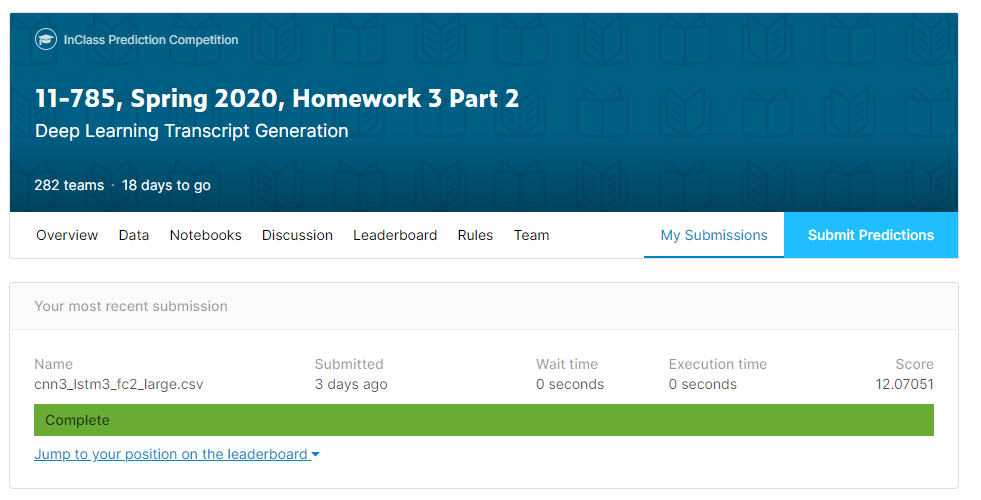 InClass Prediction Competition
11-785, Spring 2020, Homework 3 Part 2
Deep Learning Transcript Generation
282 teams · 18 days to go
Overview Data Notebooks Discussion Leaderboard Rules Team My Submissions Submit Predictions
Your most recent submission
Name Submitted Wait time Execution time Score
cnn3_lstm3_fc2_large.csv 3 days ago 0 seconds 0 seconds 12.07051
Complete
Jump to your position on the leaderboard